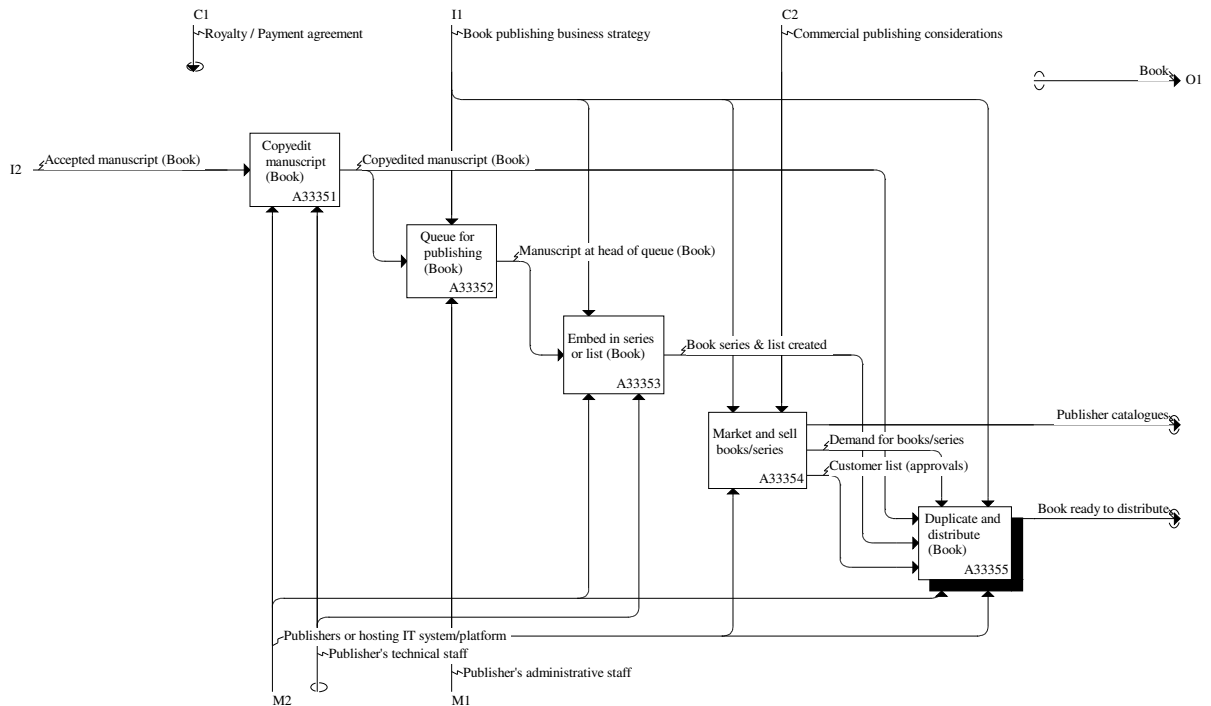 C1
I1
C2
Royalty / Payment agreement
Book publishing business strategy
Commercial publishing considerations
Book
O1
Copyedit
manuscript
(Book)
A33351
Accepted manuscript (Book)
Copyedited manuscript (Book)
I2
Queue for
publishing
(Book)
A33352
Manuscript at head of queue (Book)
Embed in series
or list (Book)
A33353
Book series & list created
Publisher catalogues
Market and sell
books/series
A33354
Demand for books/series
Customer list (approvals)
Book ready to distribute
Duplicate and
distribute
(Book)
A33355
Publishers or hosting IT system/platform
Publisher's technical staff
Publisher's administrative staff
M2
M1